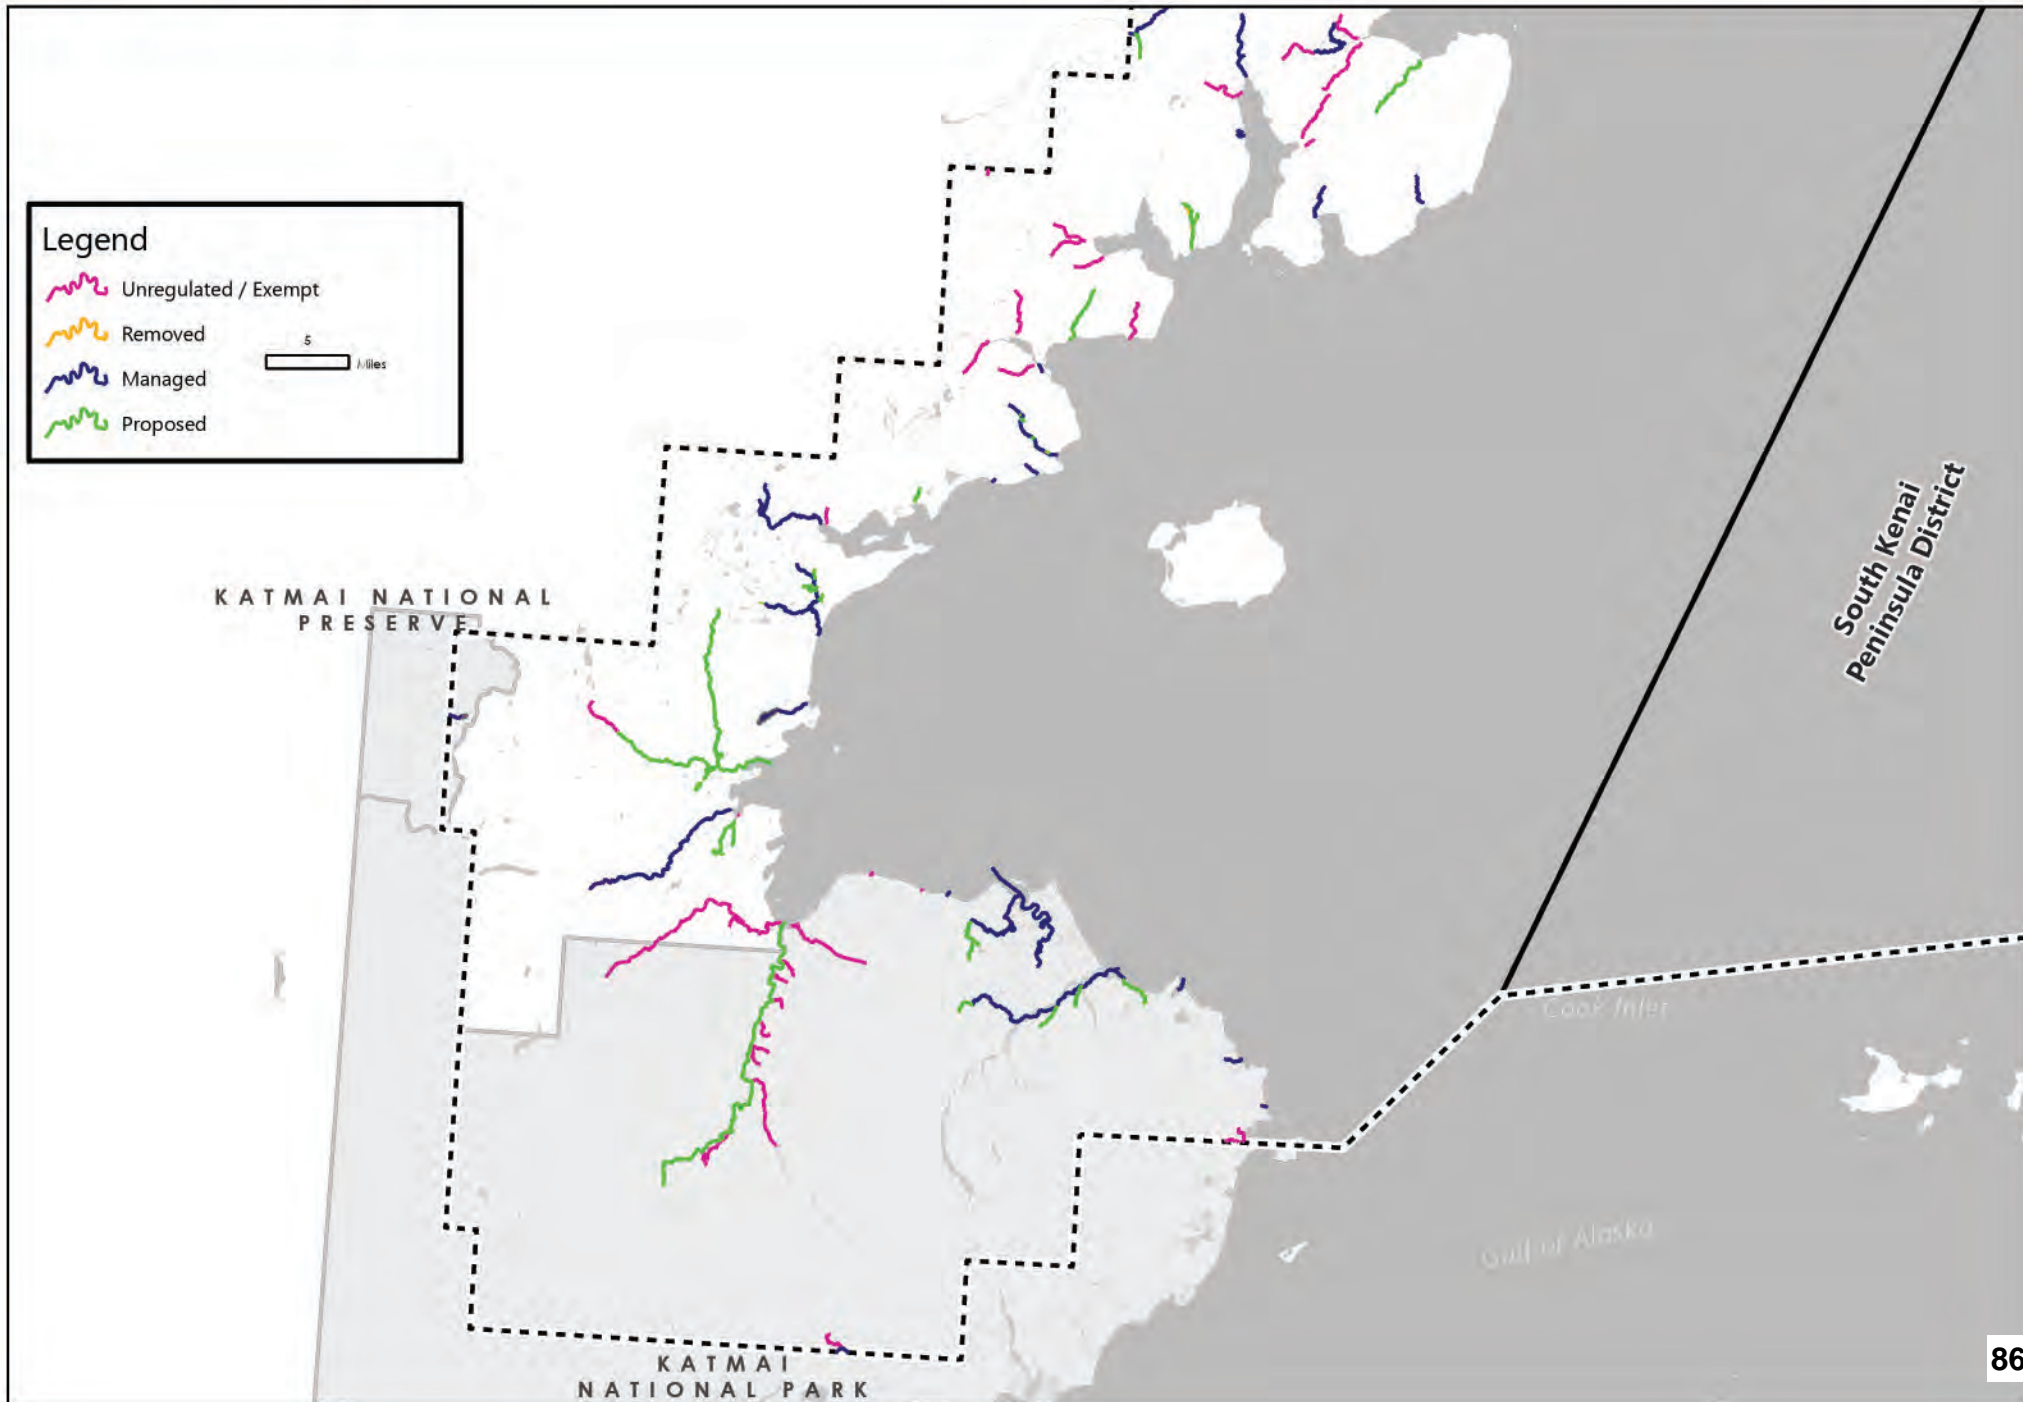 Legend
Unregulated / Exempt
Removed
Managed
Proposed
5
Miles
KATMAI NATIONAL
PRESERVE
South Kenai
Peninsula District
Cook Inlet
Gulf of Alaska
KATMAI
NATIONAL PARK
86